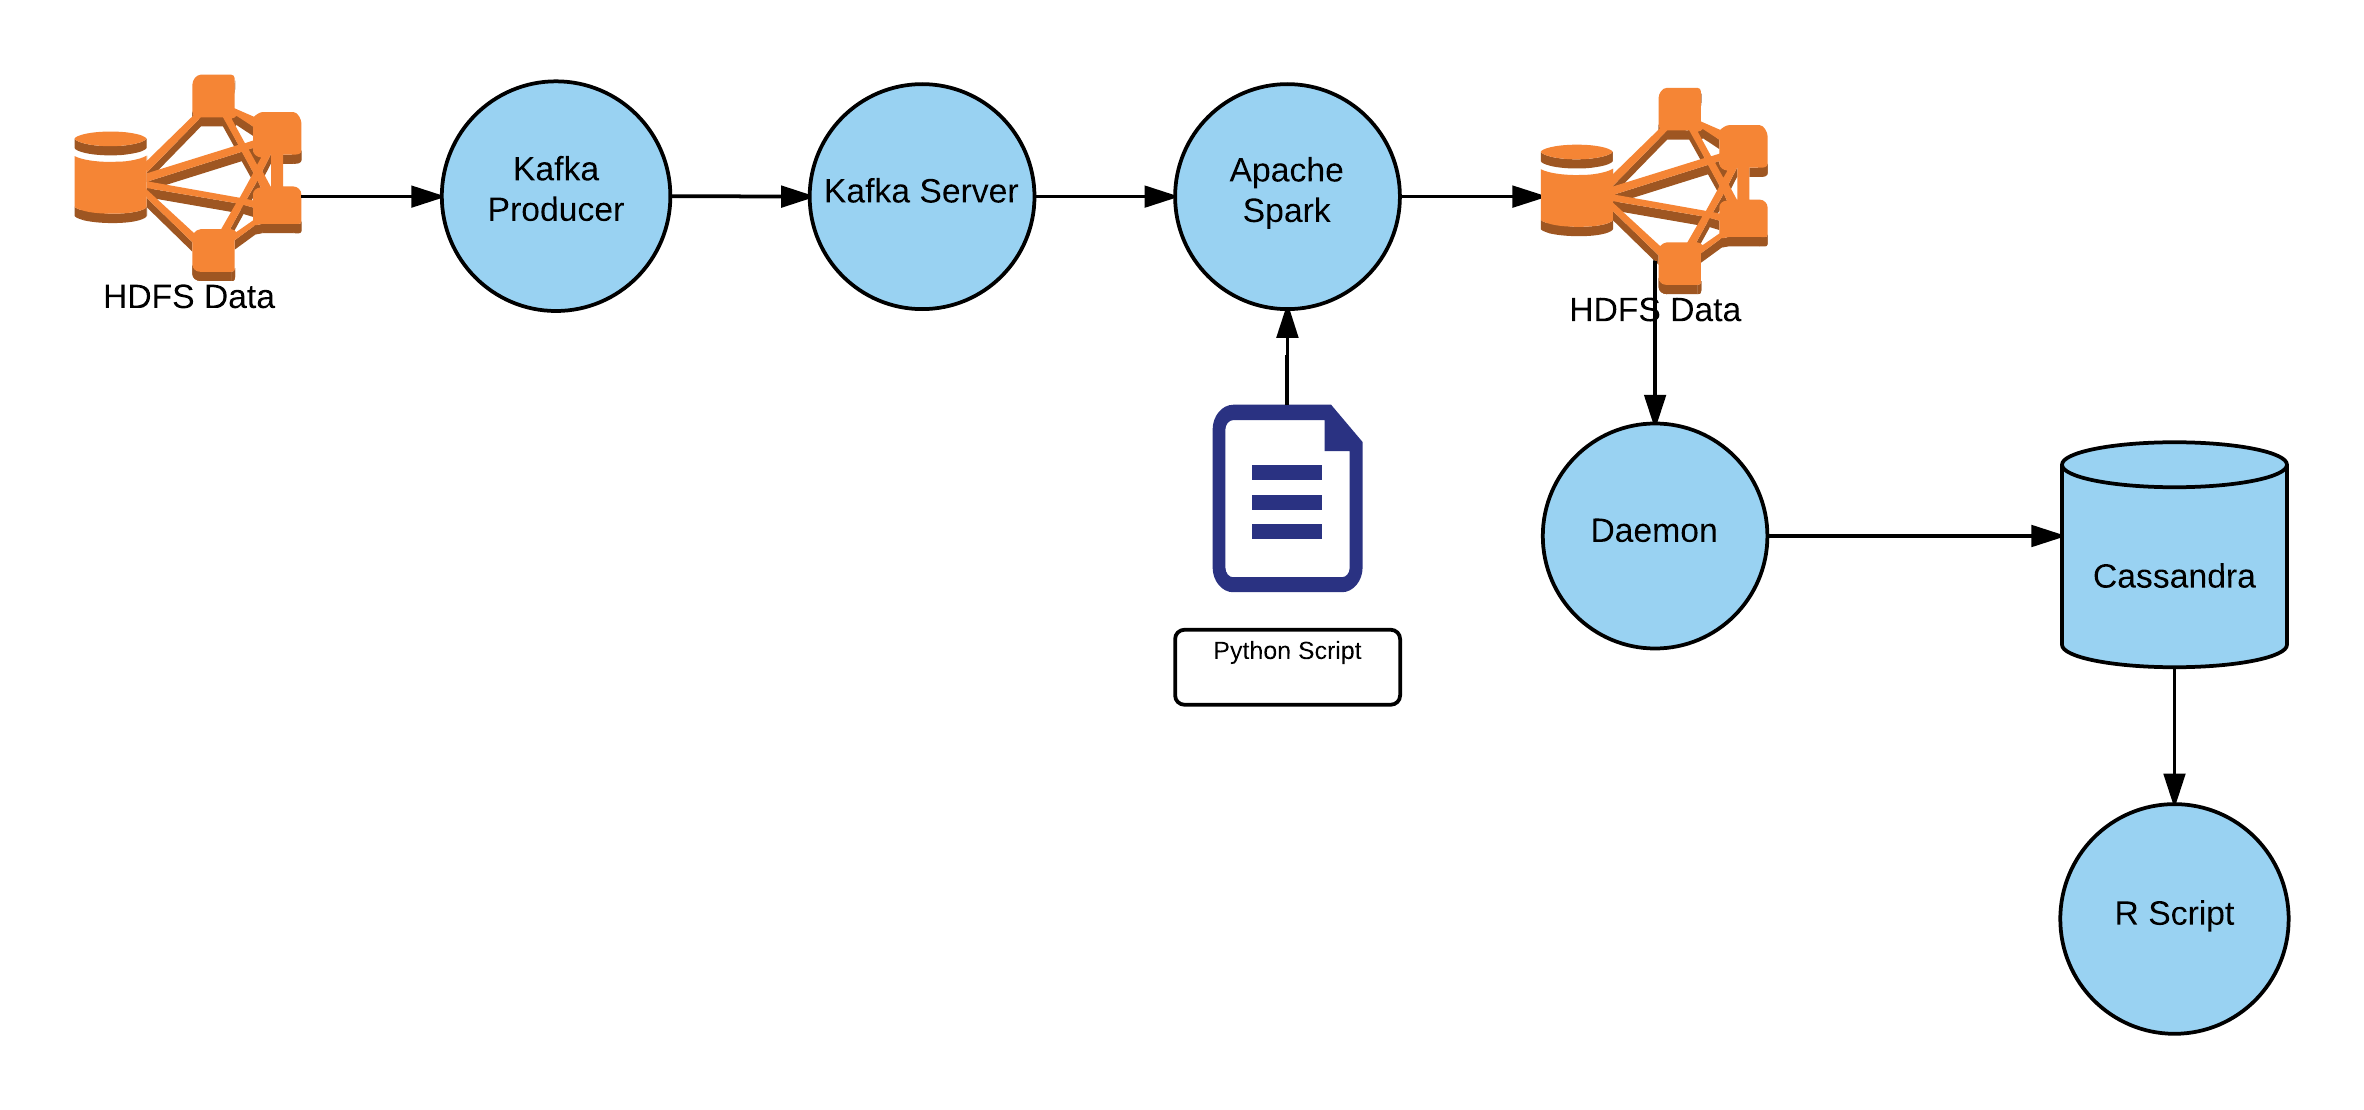 HDFS Data
Kafka
Producer
Kafka Server
Apache
Spark
HDFS Data
Python Script
Daemon
Cassandra
R Script